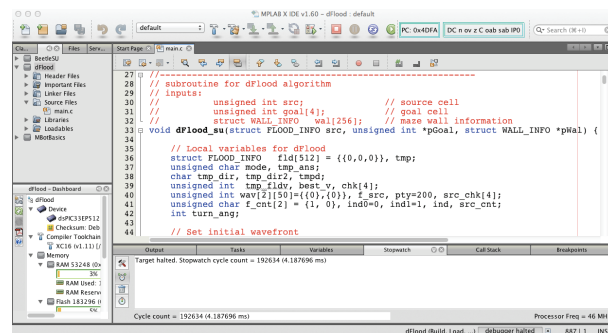 MPLAB X IDE v1.60 - dFlood : default
default
PC: 0x4DFA
DC n ov z C oab sab IP0
Search (⌘+I)
Cla...
Files
Serv...
BeetleSU
dFlood
Header Files
Important Files
Linker Files
Source Files
main.c
Libraries
Loadables
MBotBasics
Start Page
main.c
27 //----------------------------------------------------------------
28 // subroutine for dFlood algorithm
29 // inputs:
30 // unsigned int src; // source cell
31 // unsigned int goal[4]; // goal cell
32 // struct WALL_INFO wal[256]; // maze wall information
33 void dFlood_su(struct FLOOD_INFO src, unsigned int *pGoal, struct WALL_INFO *pWal) {
34
35 // Local variables for dFlood
36 struct FLOOD_INFO fld[512] = {{0,0,0}}, tmp;
37 unsigned char mode, tmp_ans;
38 char tmp_dir, tmp_dir2, tmpd;
39 unsigned int tmp_fldv, best_v, chk[4];
40 unsigned int wav[2][50]={{0},{0}}, f_src, pty=200, src_chk[4];
41 unsigned char f_cnt[2] = {1, 0}, ind0=0, ind1=1, ind, src_cnt;
42 int turn_ang;
43
44 // Set initial wavefront
dFlood - Dashboard
dFlood
Device
dsPIC33EP512
Checksum: Deb
Compiler Toolchain
XC16 (v1.11) [/
Memory
RAM 53248 (0x
3%
RAM Used: 1
RAM Reserv
Flash 183296 (
5%
Output
Tasks
Variables
Stopwatch
Call Stack
Breakpoints
Target halted. Stopwatch cycle count = 192634 (4.187696 ms)
Cycle count = 192634 (4.187696 ms)
Processor Freq = 46 MH
dFlood (Build, Load, ...)
debugger halted
887 | 1
INS